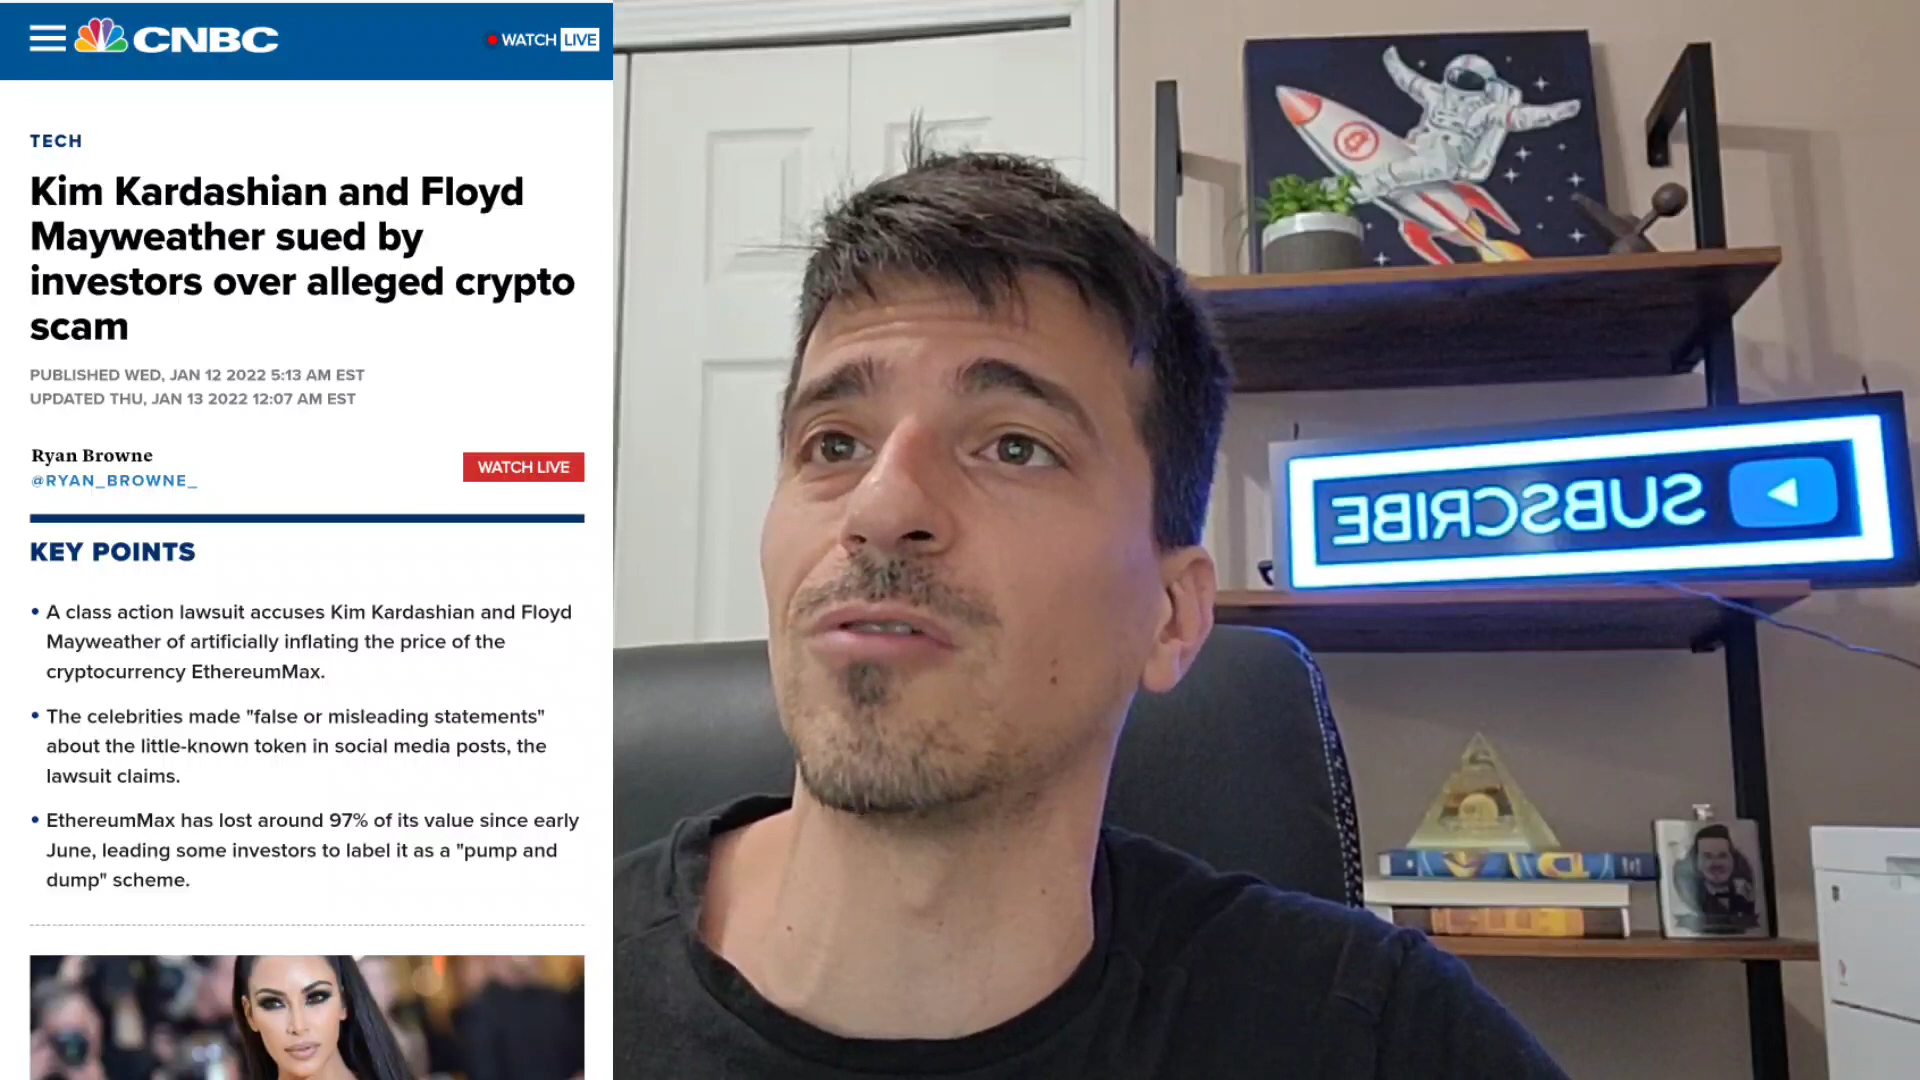 CNBC
WATCH LIVE
TECH
Kim Kardashian and Floyd
Mayweather sued by
investors over alleged crypto
scam
PUBLISHED WED, JAN 12 2022 5:13 AM EST
UPDATED THU, JAN 13 2022 12:07 AM EST
Ryan Browne
@RYAN_BROWNE_
WATCH LIVE
KEY POINTS
• A class action lawsuit accuses Kim Kardashian and Floyd
Mayweather of artificially inflating the price of the
cryptocurrency EthereumMax.
• The celebrities made "false or misleading statements"
about the little-known token in social media posts, the
lawsuit claims.
• EthereumMax has lost around 97% of its value since early
June, leading some investors to label it as a "pump and
dump" scheme.
SUBSCRIBE